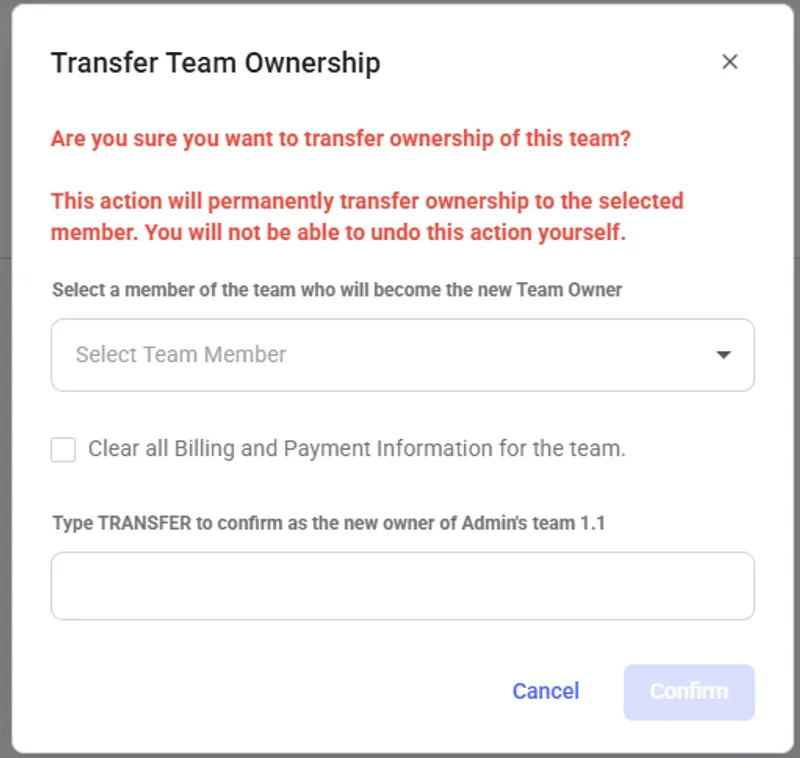 Transfer Team Ownership
Are you sure you want to transfer ownership of this team?
This action will permanently transfer ownership to the selected
member. You will not be able to undo this action yourself.
Select a member of the team who will become the new Team Owner
Select Team Member
Clear all Billing and Payment Information for the team.
Type TRANSFER to confirm as the new owner of Admin's team 1.1
Cancel
Confirm